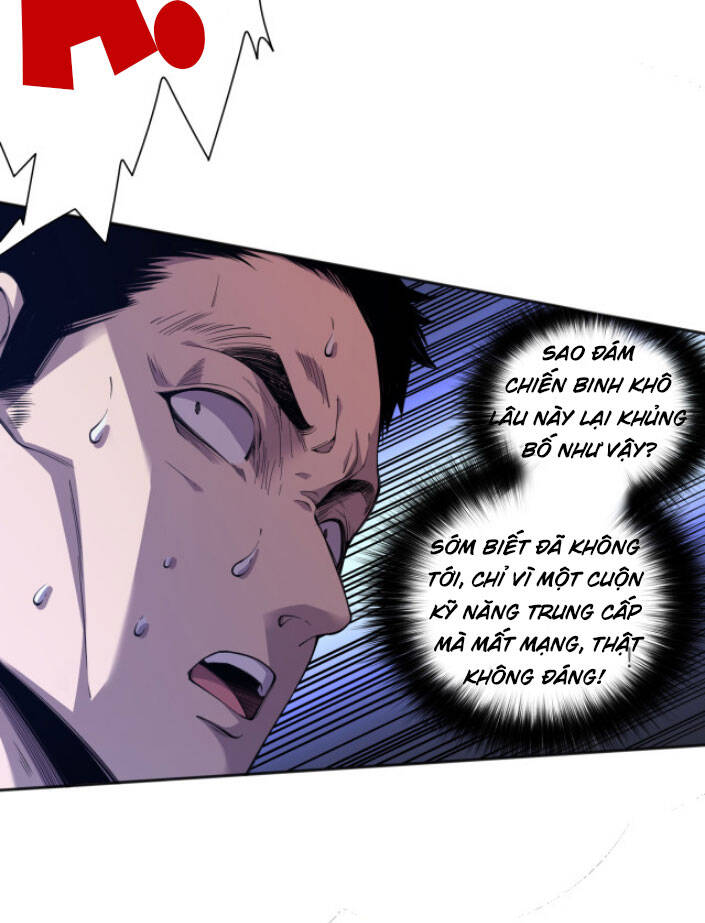 SAO ĐÁM
CHIẾN BINH KHÔ
LÂU NÀY LẠI KHỦNG
BỐ NHƯ VẬY?
SỚM BIẾT ĐÃ KHÔNG
TỚI, CHỈ VÌ MỘT CUỘN
KỸ NĂNG TRUNG CẤP
MÀ MẤT MẠNG, THẬT
KHÔNG ĐÁNG!